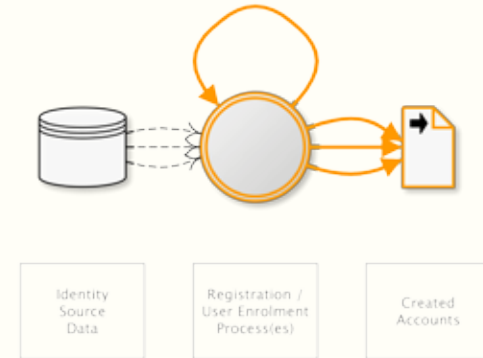 Identity
Source
Data
Registration /
User Enrolment
Process(es)
Created
Accounts